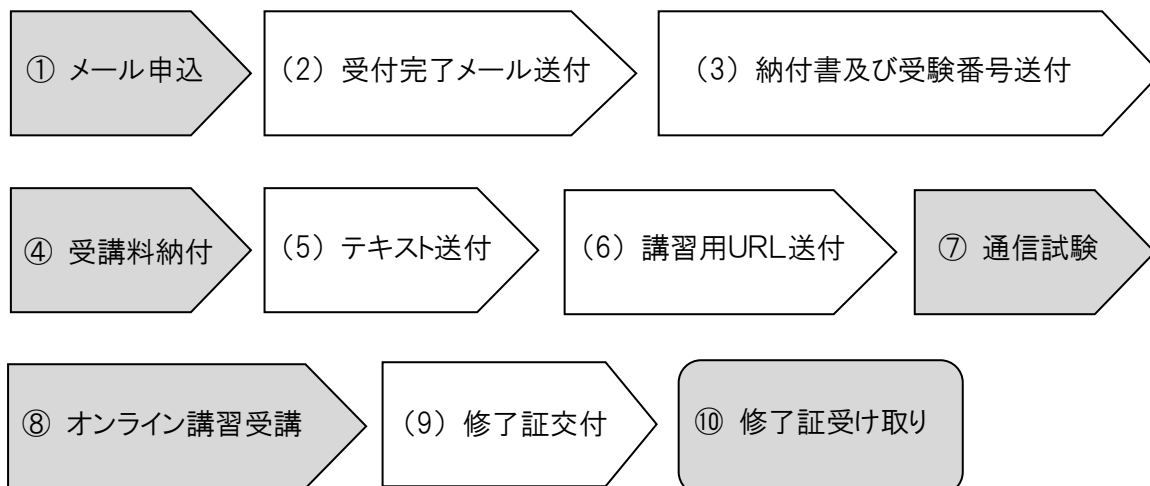 ① メール申込
(2) 受付完了メール送付
(3) 納付書及び受験番号送付
④ 受講料納付
(5) テキスト送付
(6) 講習用URL送付
⑦ 通信試験
⑧ オンライン講習受講
(9) 修了証交付
⑩ 修了証受け取り